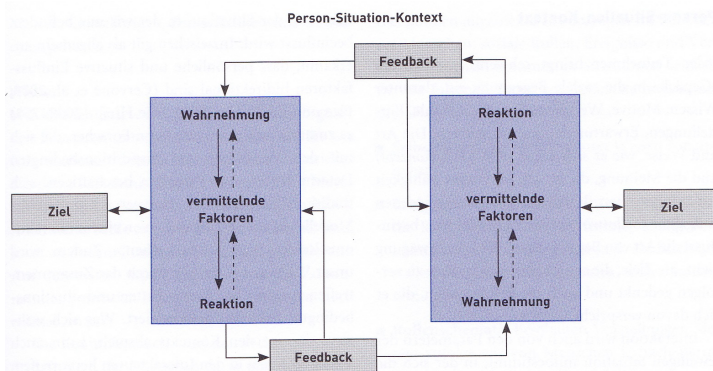 Person-Situation-Kontext
Feedback
Wahrnehmung
Reaktion
Ziel
vermittelnde
Faktoren
vermittelnde
Faktoren
Ziel
Reaktion
Wahrnehmung
Feedback